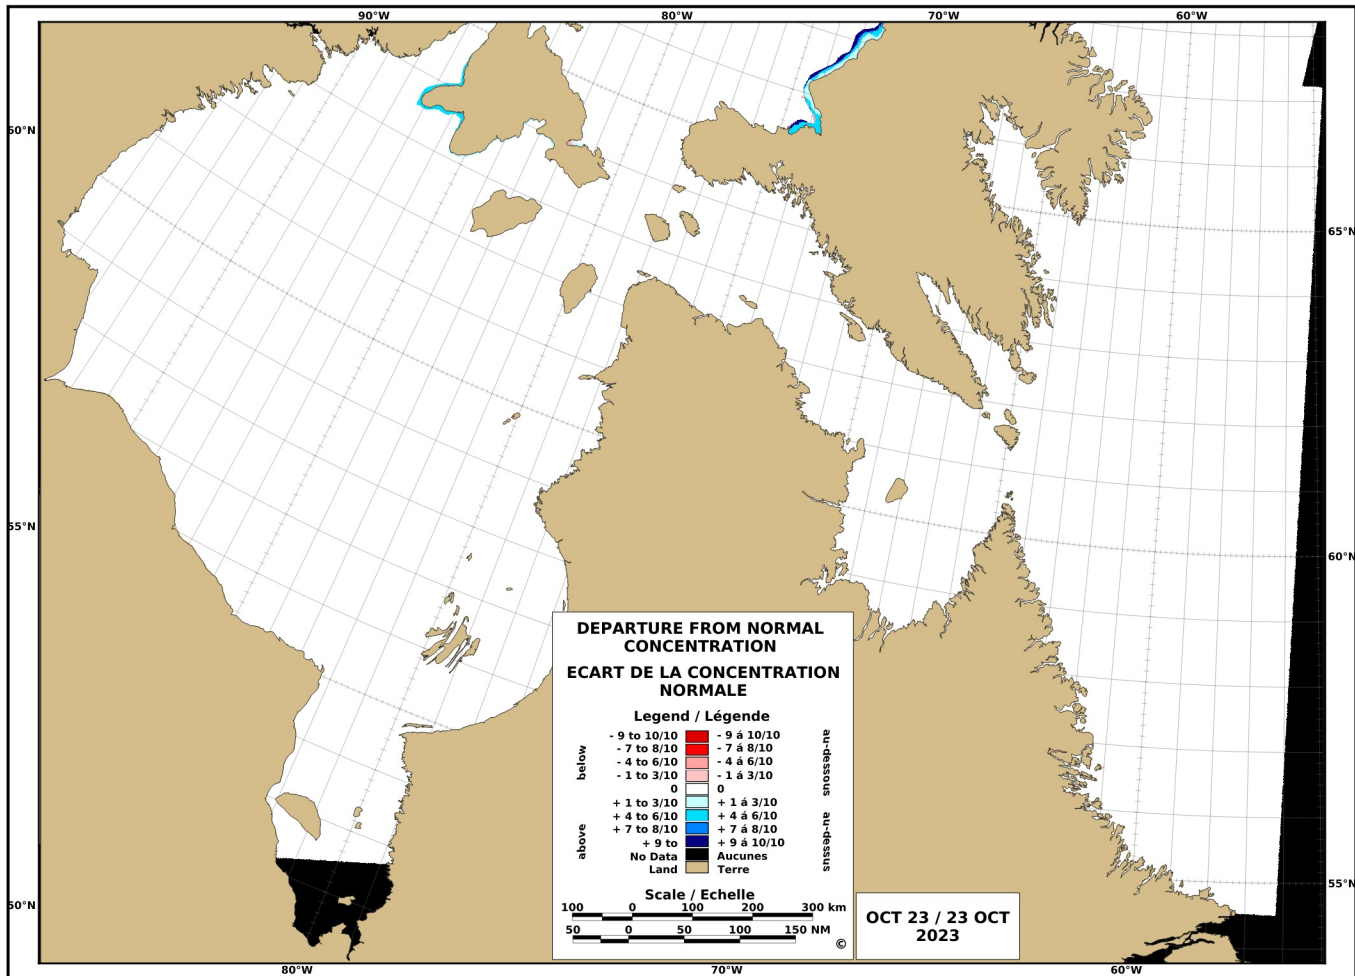 90°W 80°W 70°W 60°W
60°N
65°N
55°N
60°N
50°N
55°N
DEPARTURE FROM NORMAL
CONCENTRATION
ECART DE LA CONCENTRATION
NORMALE
Legend / Légende
below
above
- 9 to 10/10 - 9 á 10/10
- 7 to 8/10 - 7 á 8/10
- 4 to 6/10 - 4 á 6/10
- 1 to 3/10 - 1 á 3/10
0 0
+ 1 to 3/10 + 1 á 3/10
+ 4 to 6/10 + 4 á 6/10
+ 7 to 8/10 + 7 á 8/10
+ 9 to + 9 á 10/10
No Data Aucunes
Land Terre
au-dessous
au-dessus
Scale / Echelle
100 0 100 200 300 km
50 0 50 100 150 NM
©
OCT 23 / 23 OCT
2023
80°W 70°W 60°W